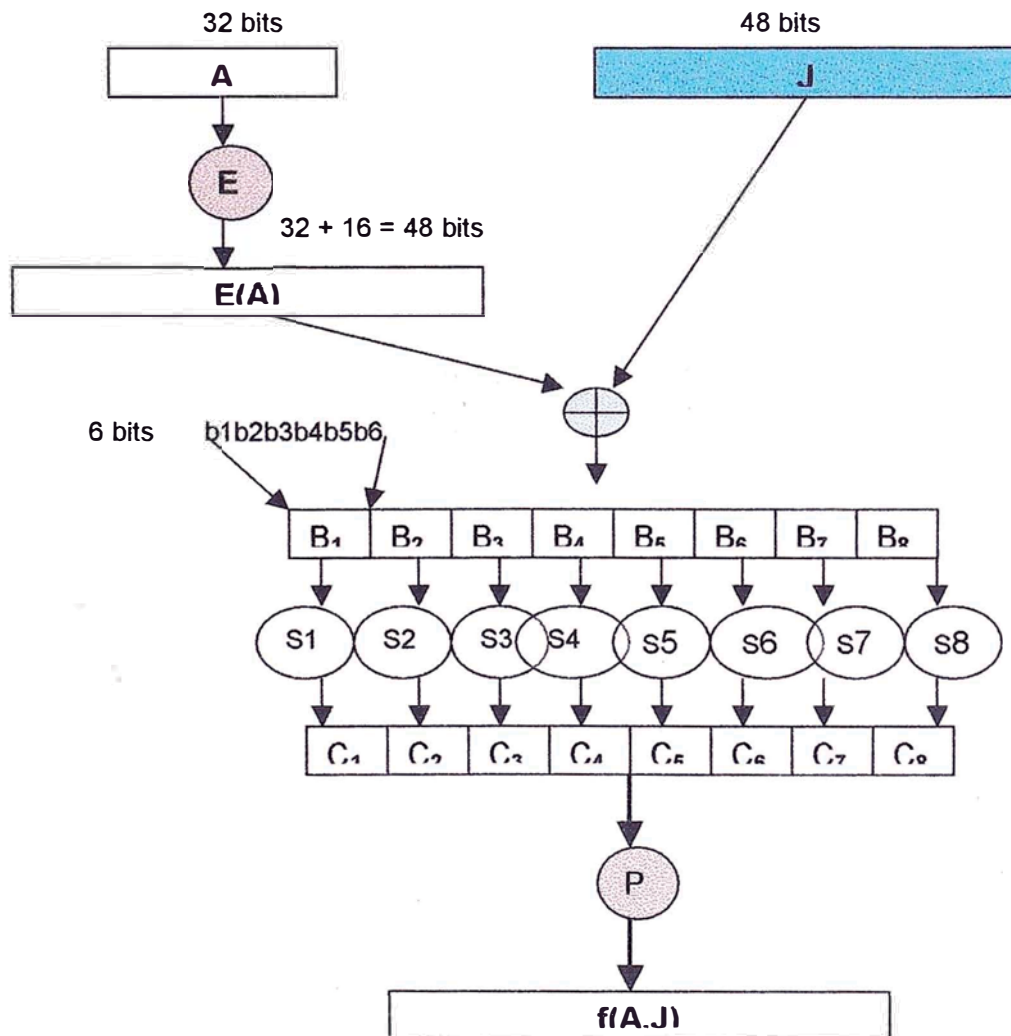 32 bits 48 bits
A J
E
32 + 16 = 48 bits
E(A)
6 bits b1b2b3b4b5b6
B1 B2 B3 B4 B5 B6 B7 B8
S1 S2 S3 S4 S5 S6 S7 S8
C1 C2 C3 C4 C5 C6 C7 C8
P
f(A,J)